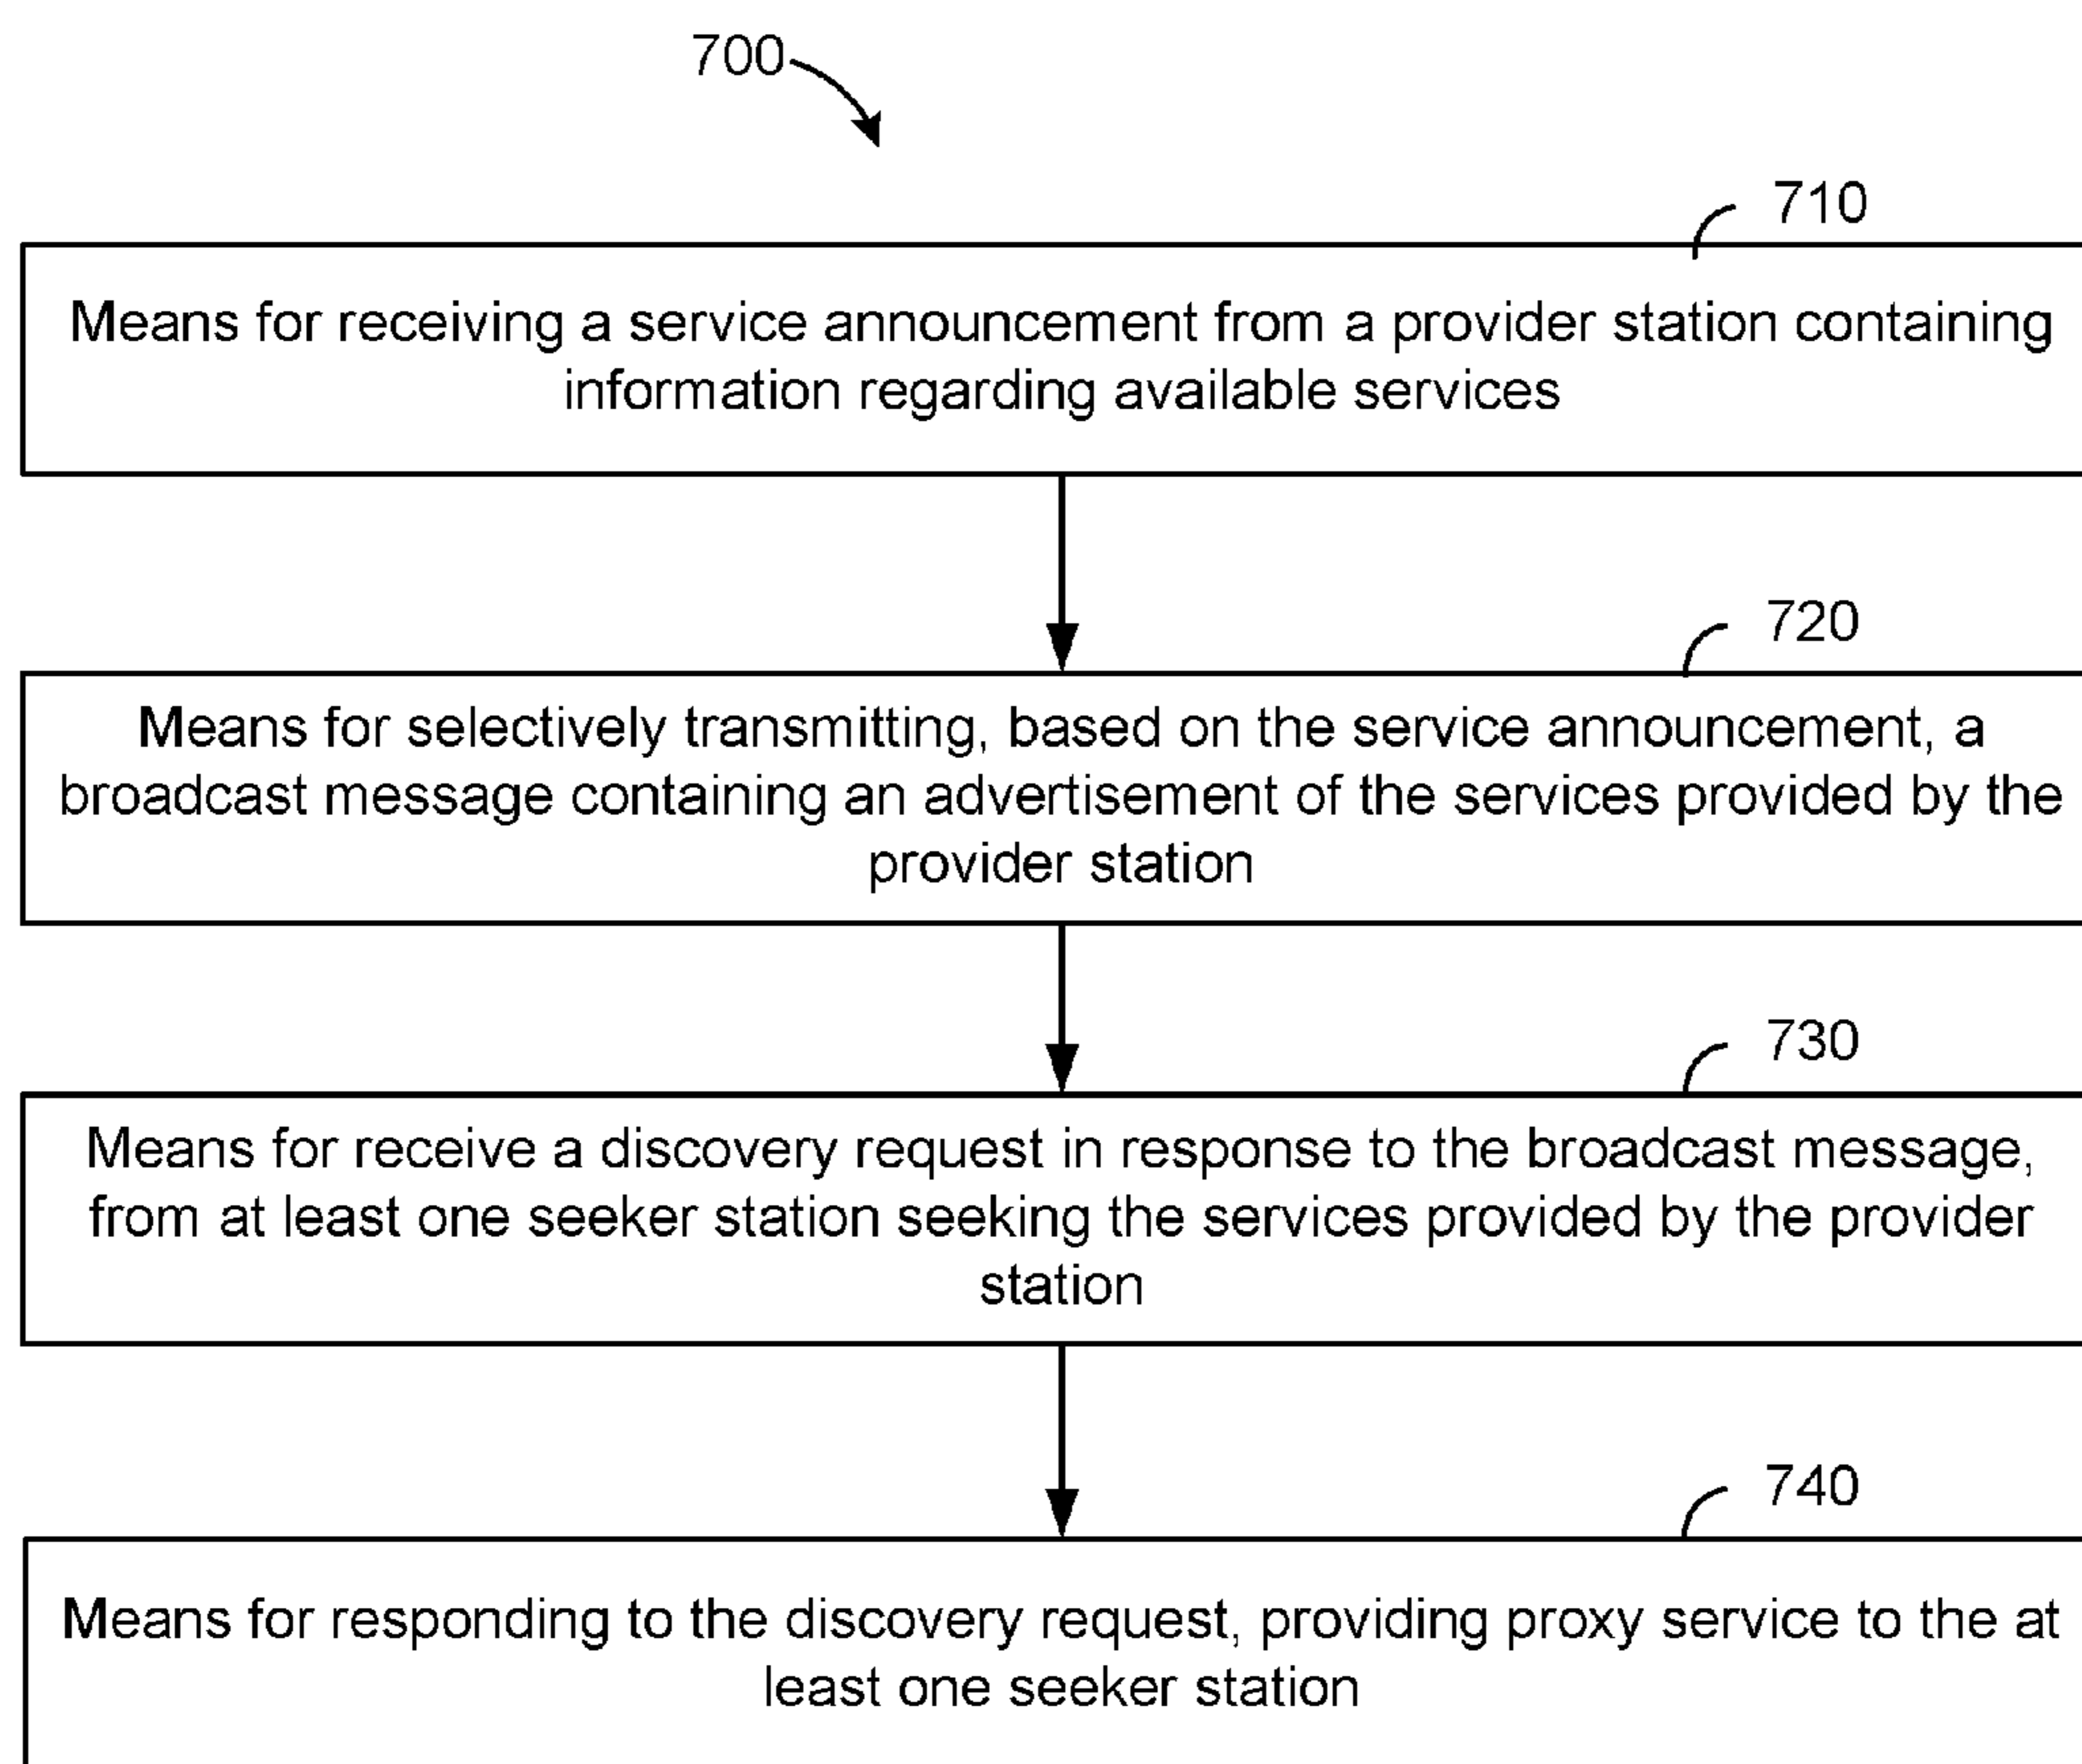 700
710
Means for receiving a service announcement from a provider station containing
information regarding available services
720
Means for selectively transmitting, based on the service announcement, a
broadcast message containing an advertisement of the services provided by the
provider station
730
Means for receive a discovery request in response to the broadcast message,
from at least one seeker station seeking the services provided by the provider
station
740
Means for responding to the discovery request, providing proxy service to the at
least one seeker station